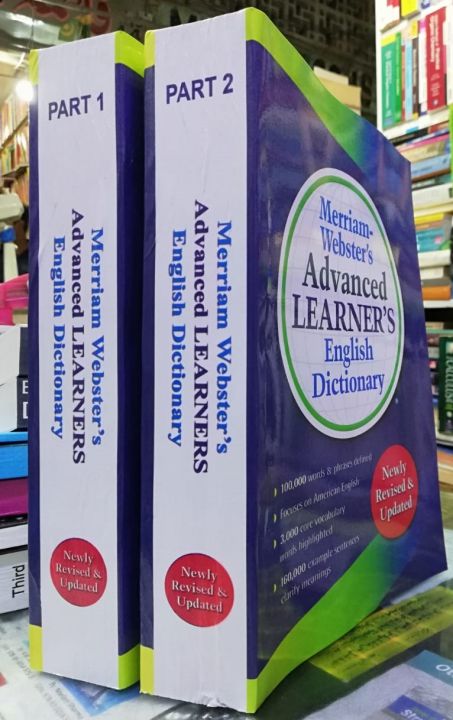 PART 1
Merriam Webster's
Advanced LEARNERS
English Dictionary
Newly
Revised &
Updated
PART 2
Merriam Webster's
Advanced LEARNERS
English Dictionary
Newly
Revised &
Updated
Merriam-
Webster's
Advanced
LEARNER'S
English
Dictionary
100,000 words & phrases defined
Focuses on American English
3,000 core vocabulary
words highlighted
160,000 example sentences
clarify meanings
Newly
Revised &
Updated
Third